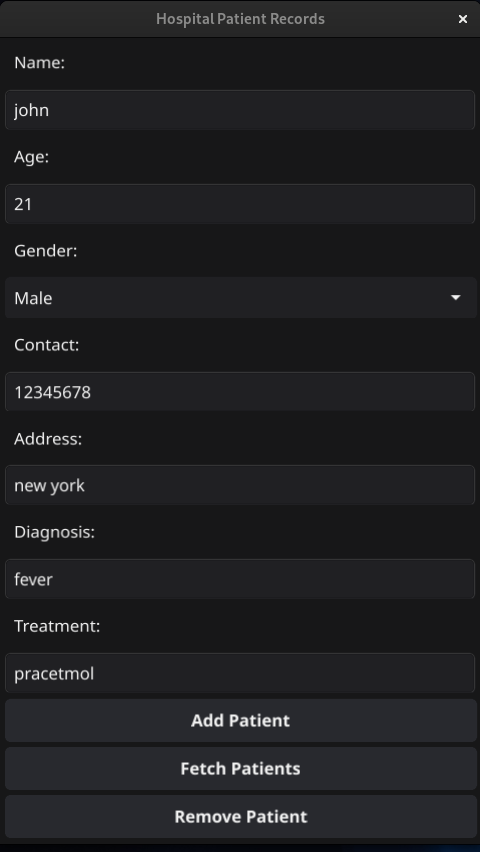 Hospital Patient Records
Name:
john
Age:
21
Gender:
Male
Contact:
12345678
Address:
new york
Diagnosis:
fever
Treatment:
pracetmol
Add Patient
Fetch Patients
Remove Patient